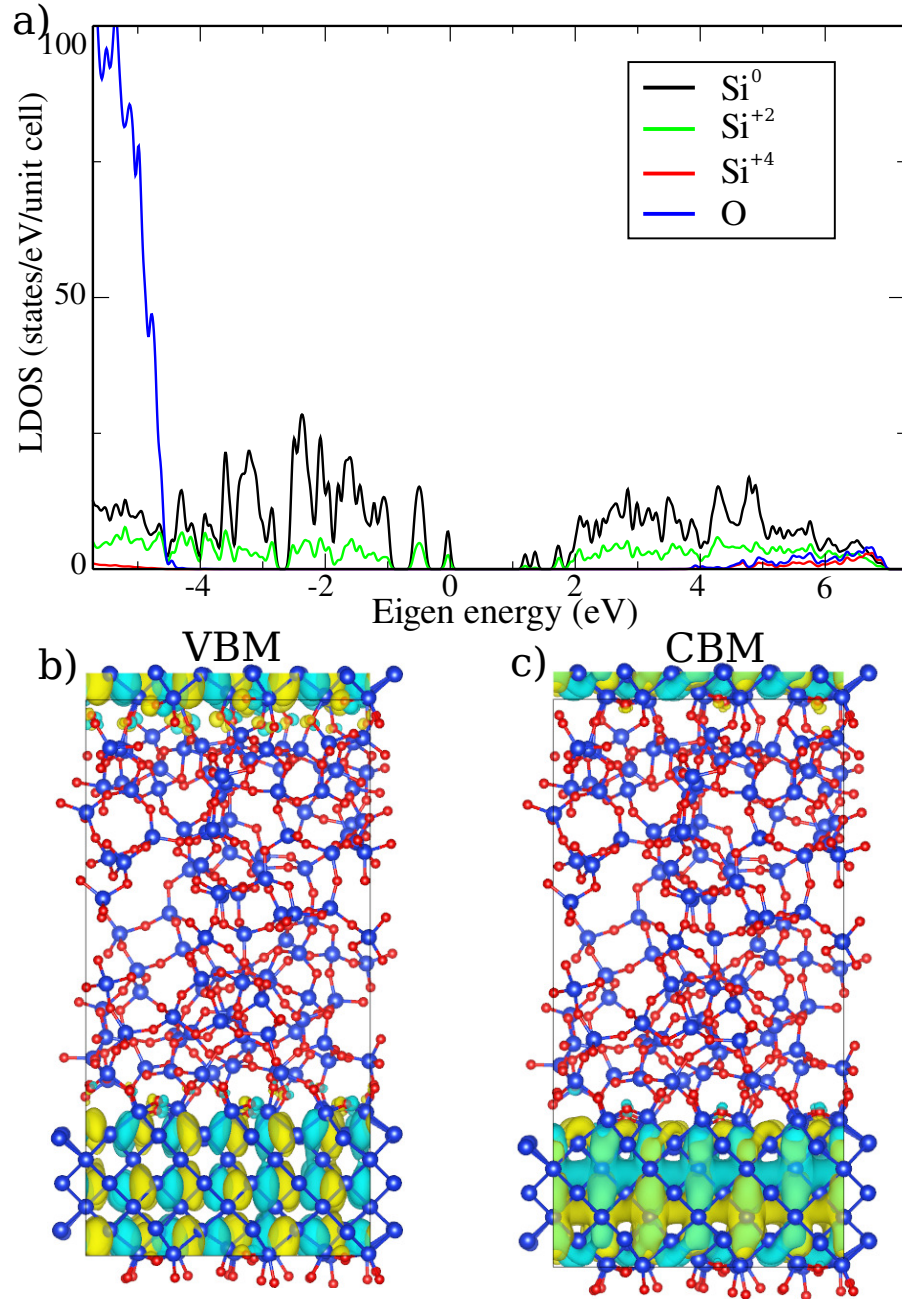 a)
100
50
0
LDOS (states/eV/unit cell)
Si⁰
Si⁺²
Si⁺⁴
O
-4 -2 0 2 4 6
Eigen energy (eV)
b) VBM
c) CBM